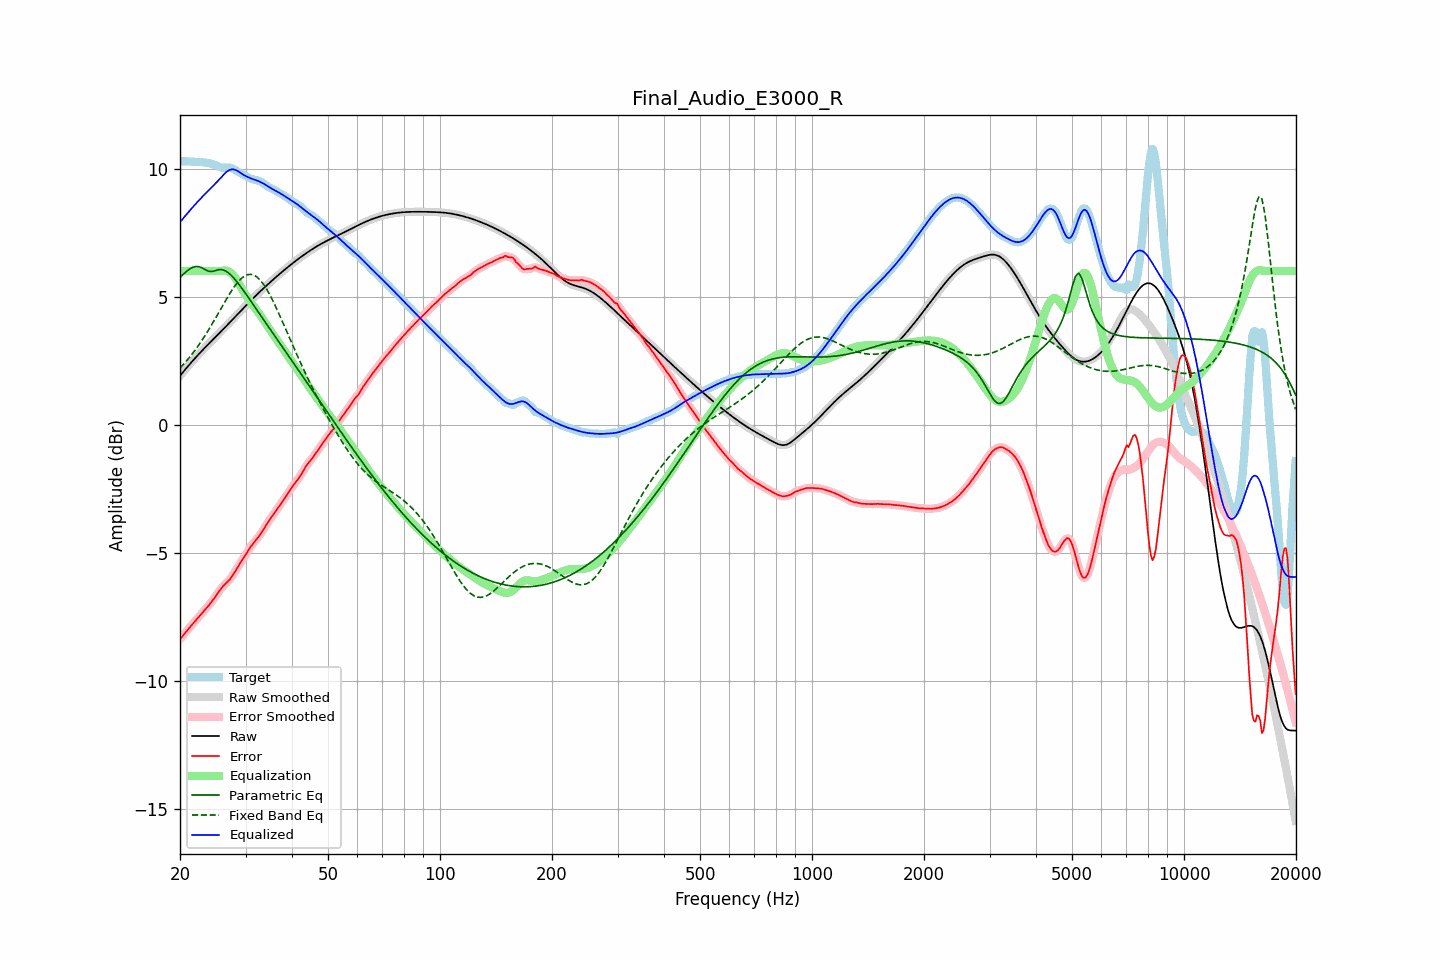 Final_Audio_E3000_R
Amplitude (dBr)
10
5
0
−5
−10
−15
Target
Raw Smoothed
Error Smoothed
Raw
Error
Equalization
Parametric Eq
Fixed Band Eq
Equalized
20 50 100 200 500 1000 2000 5000 10000 20000
Frequency (Hz)